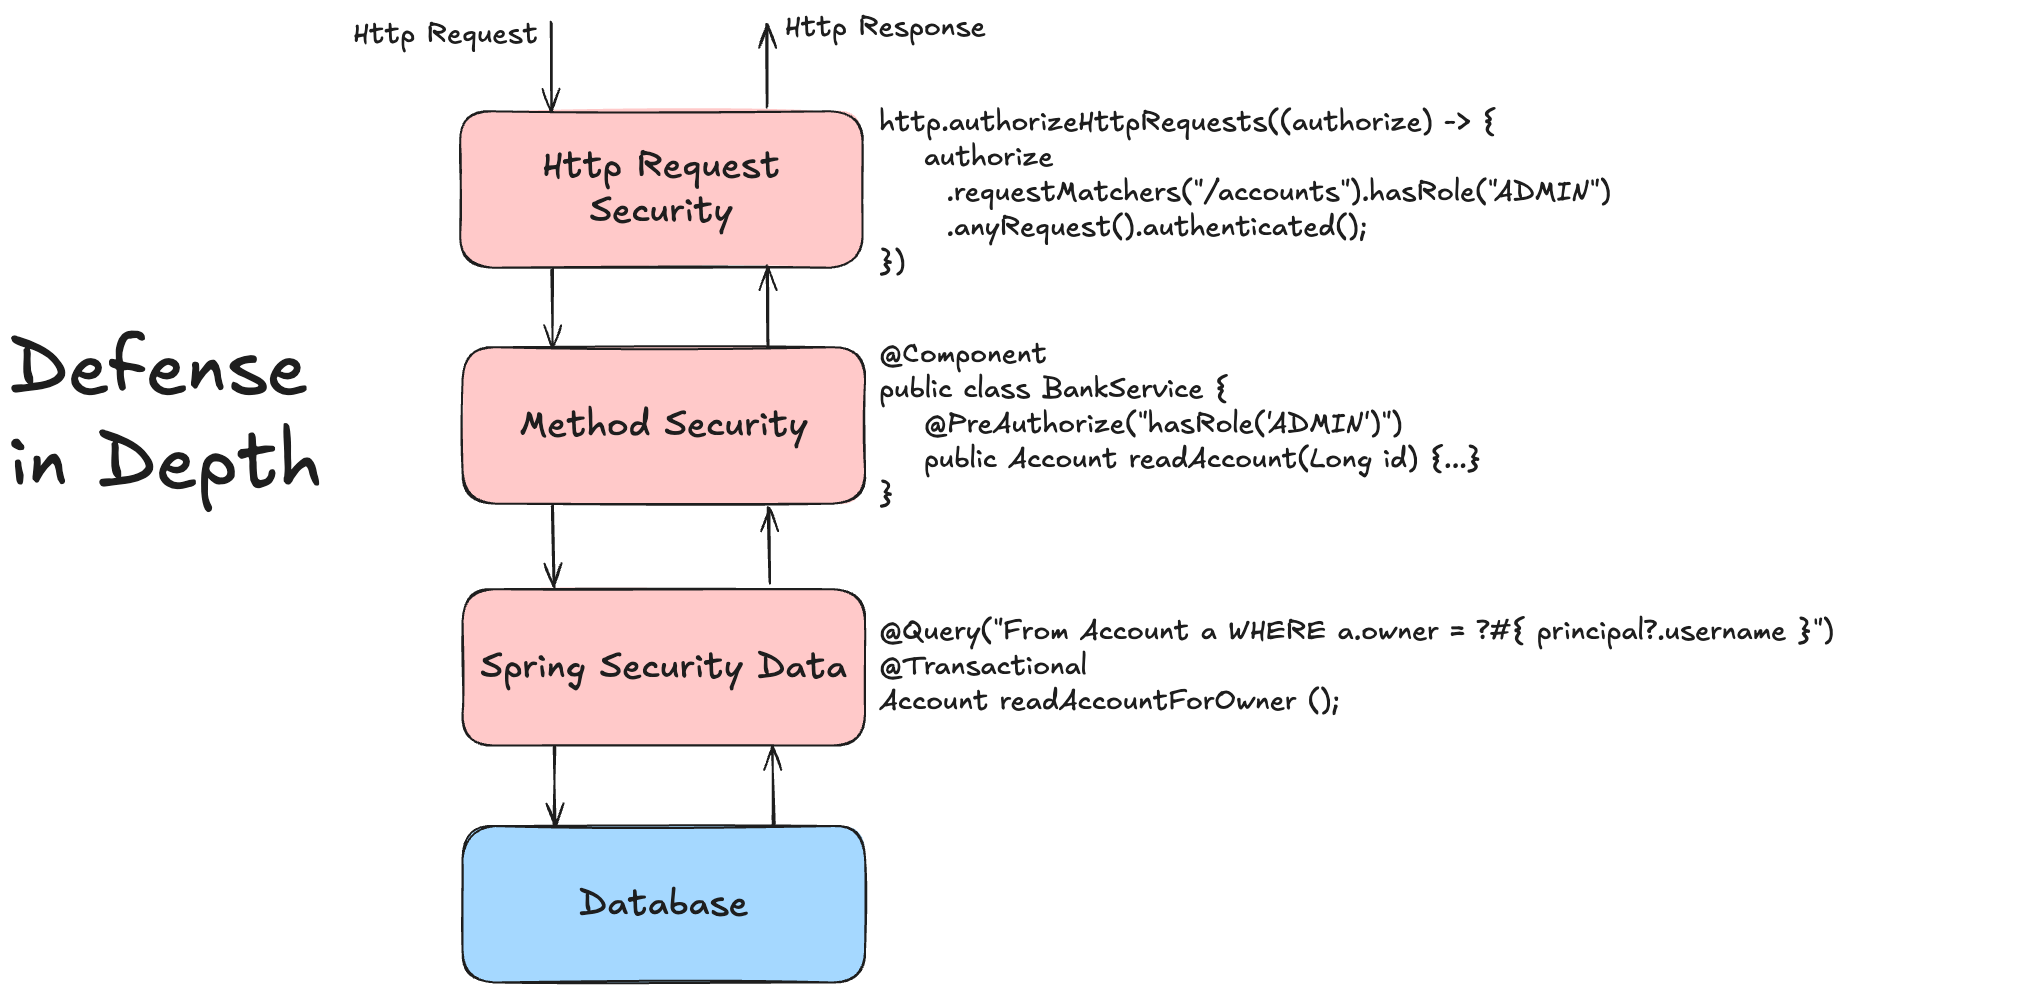 Http Request
Http Response
Http Request
Security
http.authorizeHttpRequests((authorize) -> {
authorize
.requestMatchers("/accounts").hasRole("ADMIN")
.anyRequest().authenticated();
})
Defense
in Depth
Method Security
@Component
public class BankService {
@PreAuthorize("hasRole('ADMIN')")
public Account readAccount(Long id) {...}
}
Spring Security Data
@Query("From Account a WHERE a.owner = ?#{ principal?.username }")
@Transactional
Account readAccountForOwner ();
Database